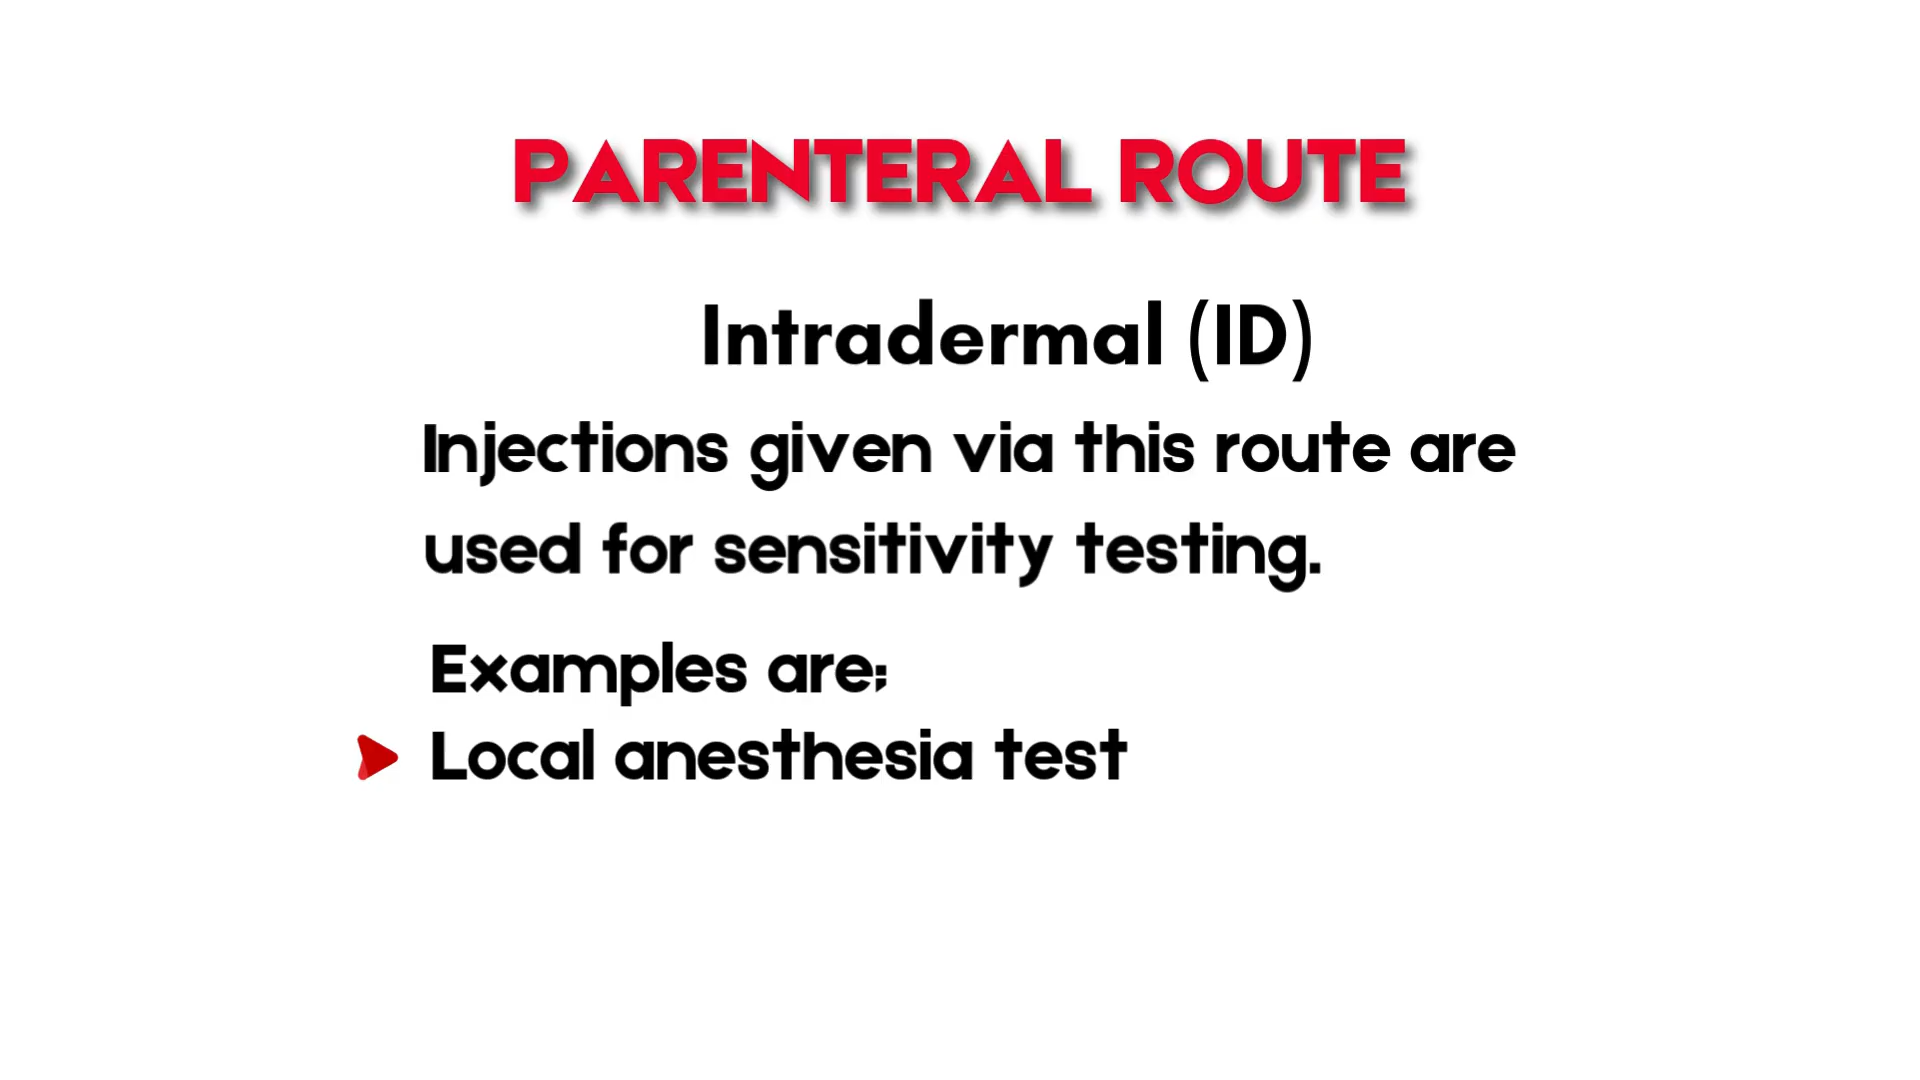 PARENTERAL ROUTE
Intradermal (ID)
Injections given via this route are
used for sensitivity testing.
Examples are;
Local anesthesia test